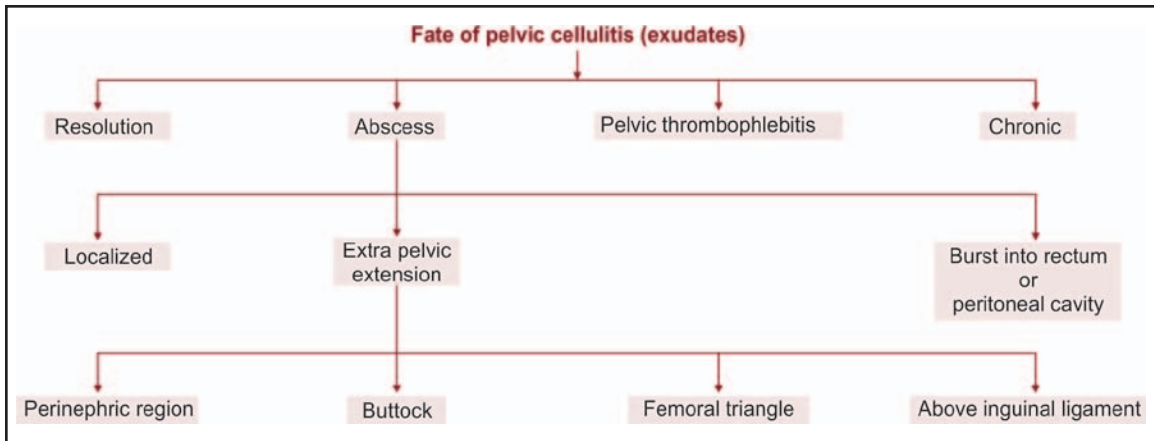 Fate of pelvic cellulitis (exudates)
Resolution
Abscess
Pelvic thrombophlebitis
Chronic
Localized
Extra pelvic
extension
Burst into rectum
or
peritoneal cavity
Perinephric region
Buttock
Femoral triangle
Above inguinal ligament